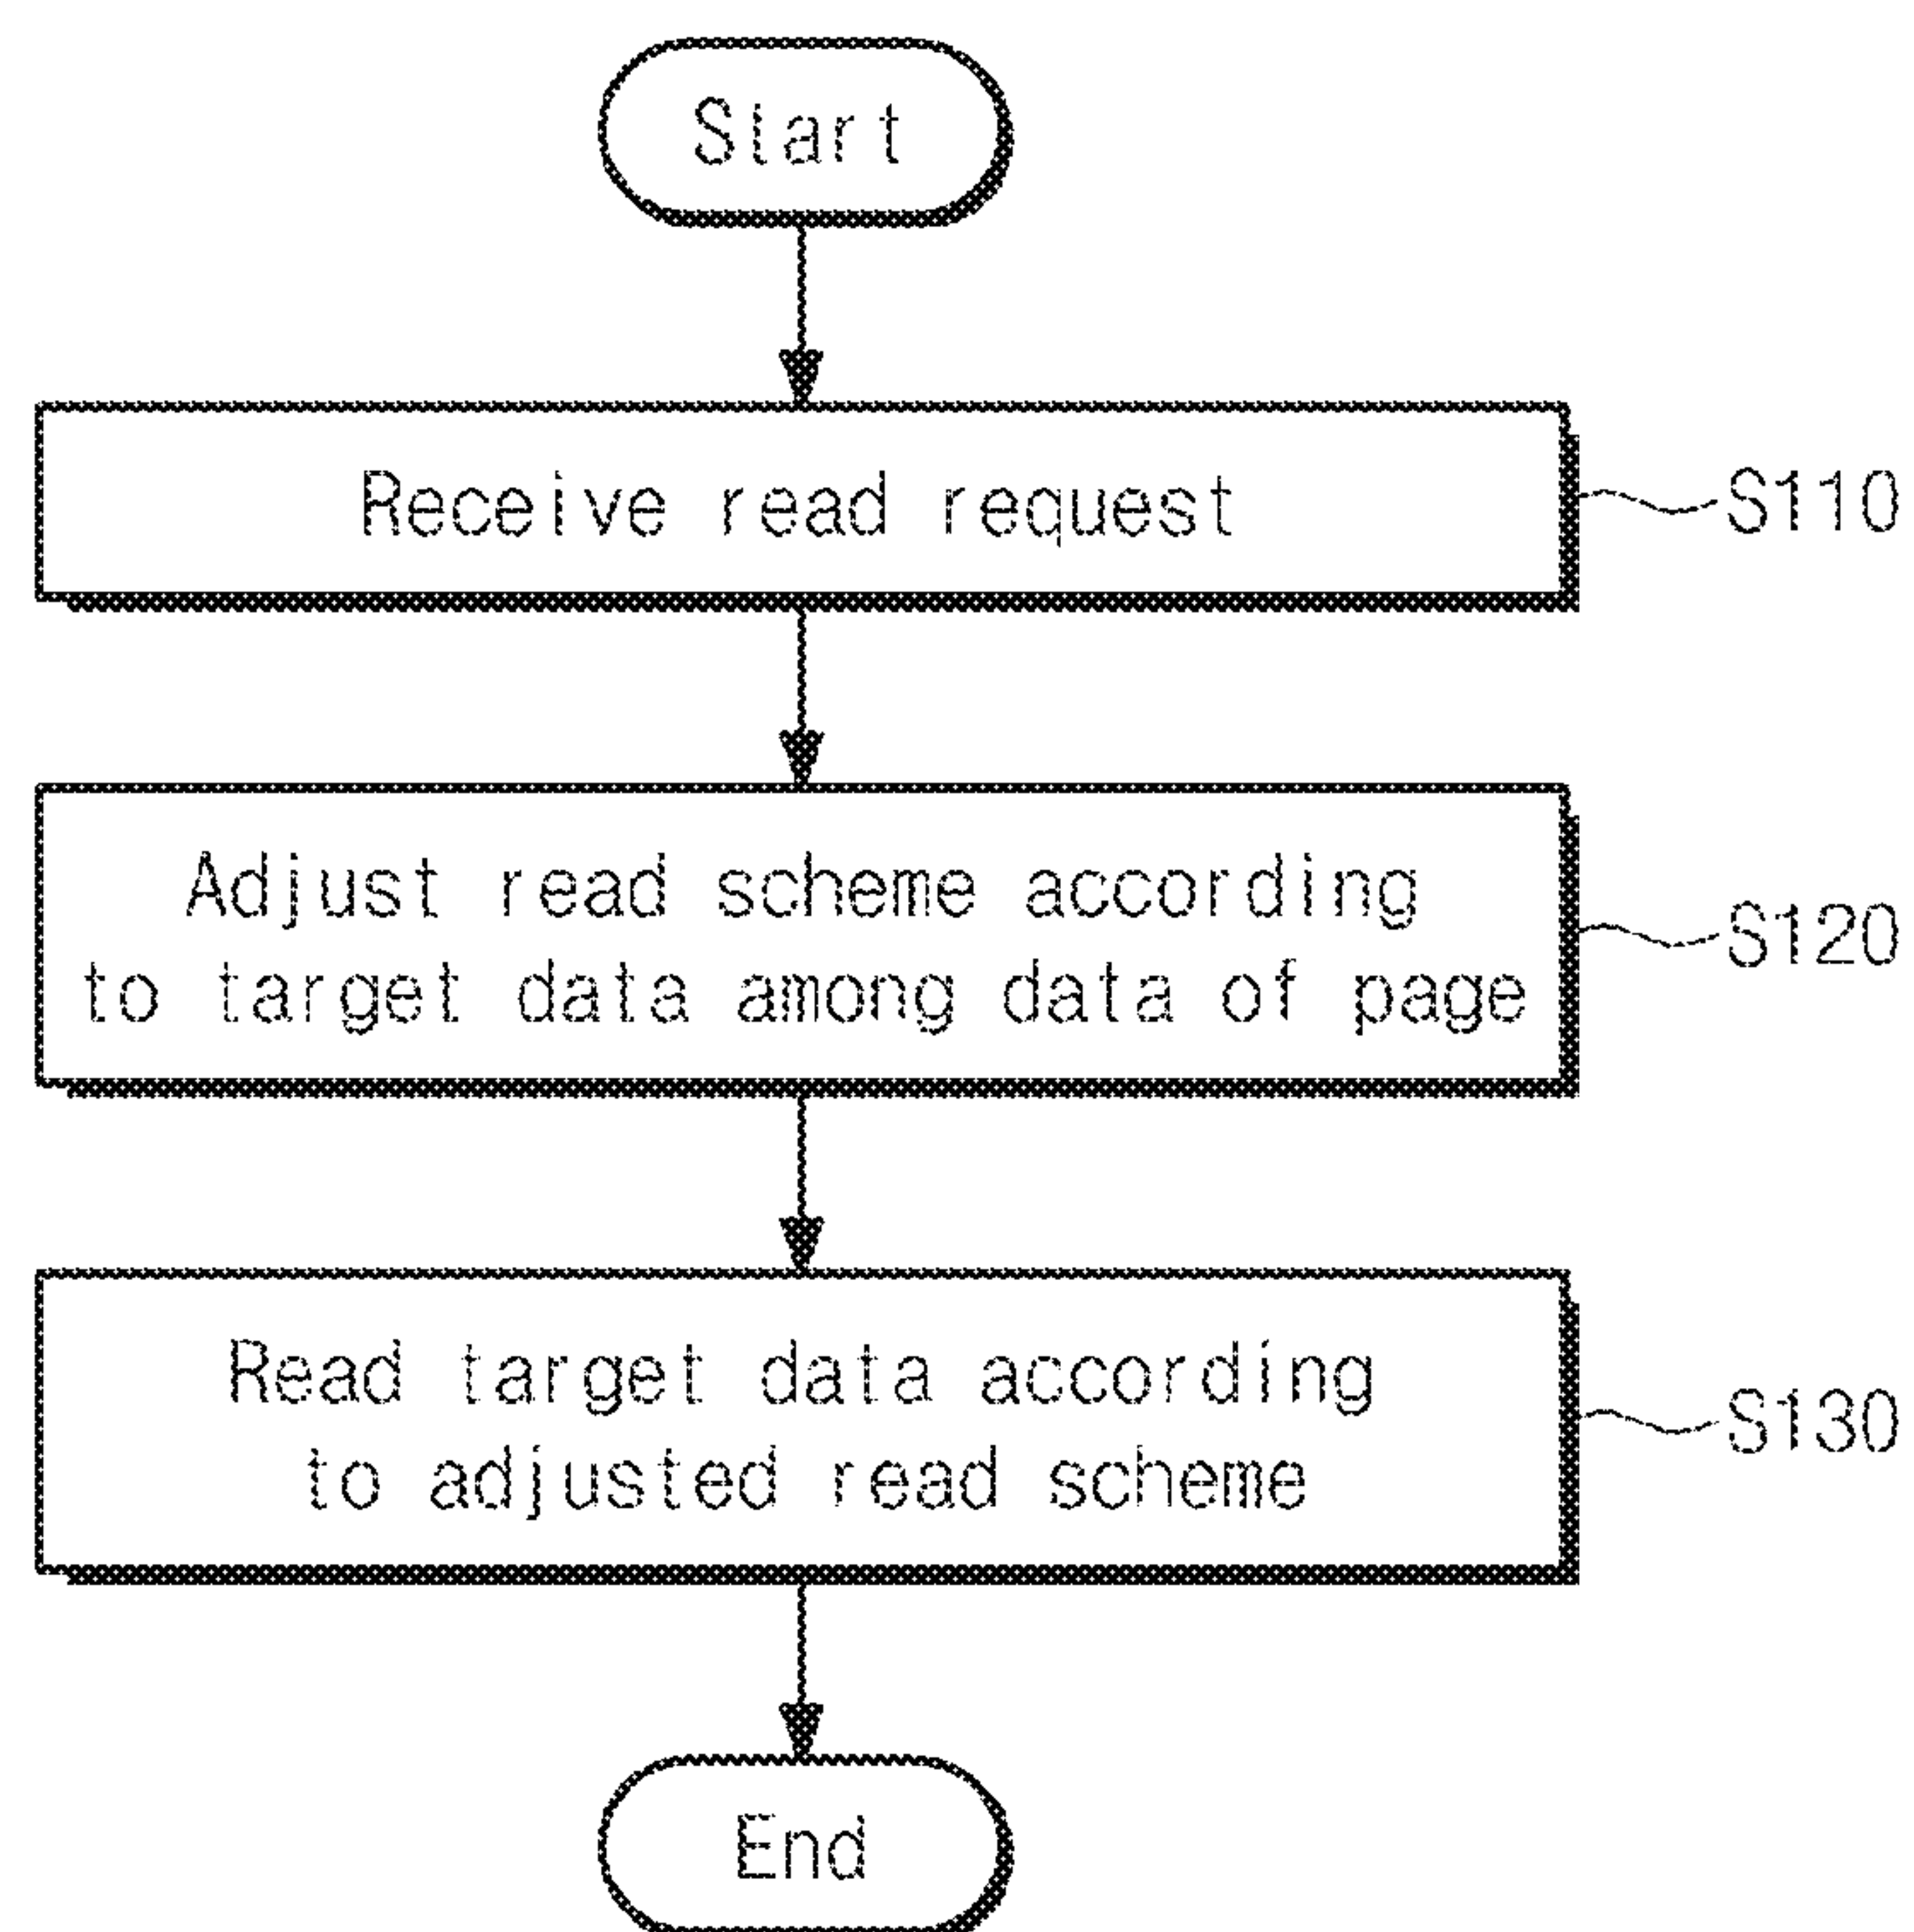 Start
Receive read request
S110
Adjust read scheme according
to target data among data of page
S120
Read target data according
to adjusted read scheme
S130
End